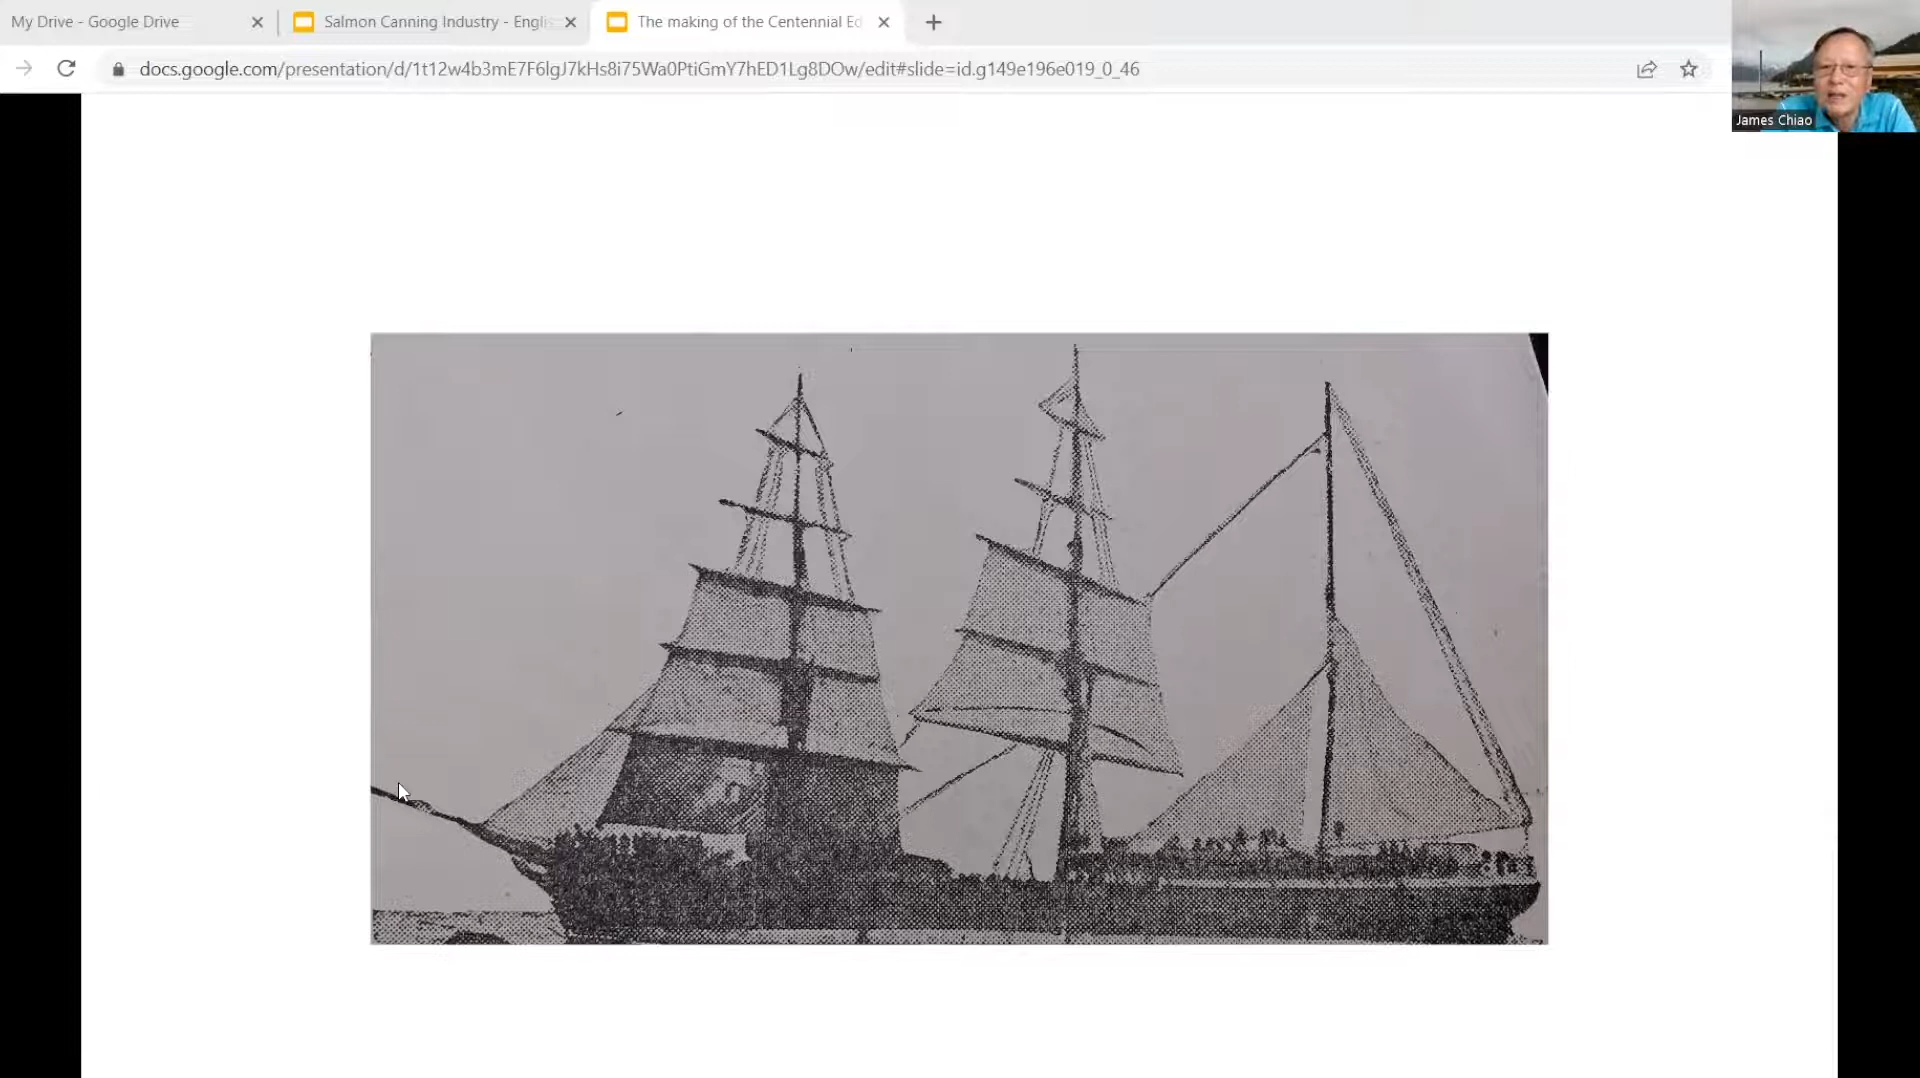 My Drive - Google Drive
Salmon Canning Industry - Englis
The making of the Centennial Ed
docs.google.com/presentation/d/1t12w4b3mE7F6lgJ7kHs8i75Wa0PtiGmY7hED1Lg8DOw/edit#slide=id.g149e196e019_0_46
James Chiao